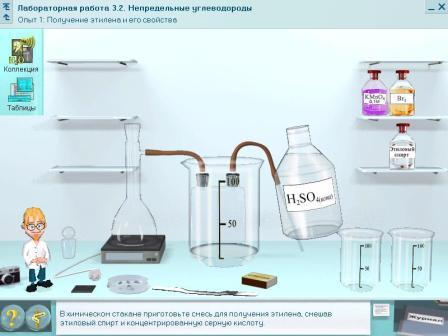 Лабораторная работа 3.2. Непредельные углеводороды
Опыт 1: Получение этилена и его свойства
Коллекция
Таблицы
KMnO₄
Br₂
Этиловый
спирт
100
50
H₂SO₄(конц)
100
50
100
50
В химическом стакане приготовьте смесь для получения этилена, смешав
этиловый спирт и концентрированную серную кислоту.
Журнал